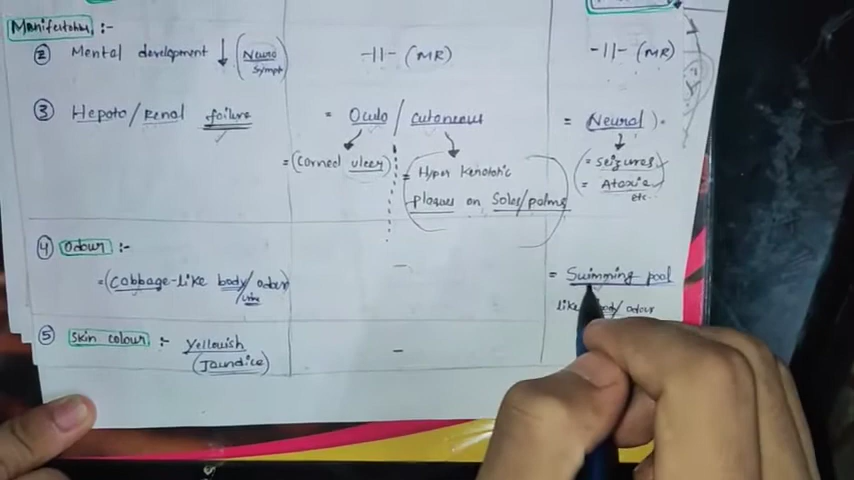 Manifestations :-
② Mental development ↓ (Neuro
Sympt)
-11- (MR)
-11- (MR)
③ Hepato/Renal failure
= Oculo / Cutaneous
= Neural
= (Corneal ulcer)
= Hyper Keratotic
plaques on Soles/palms
= Seizures
= Ataxia
etc.
④ Odour :-
= (Cabbage-like body/odour
/Urine
-
= Swimming pool
like body/odour
⑤ Skin colour :- Yellowish
(Jaundice)
-